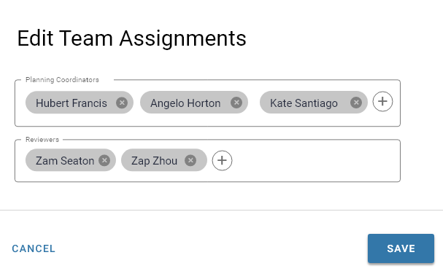 Edit Team Assignments
Planning Coordinators
Hubert Francis Angelo Horton Kate Santiago
Reviewers
Zam Seaton Zap Zhou
CANCEL SAVE